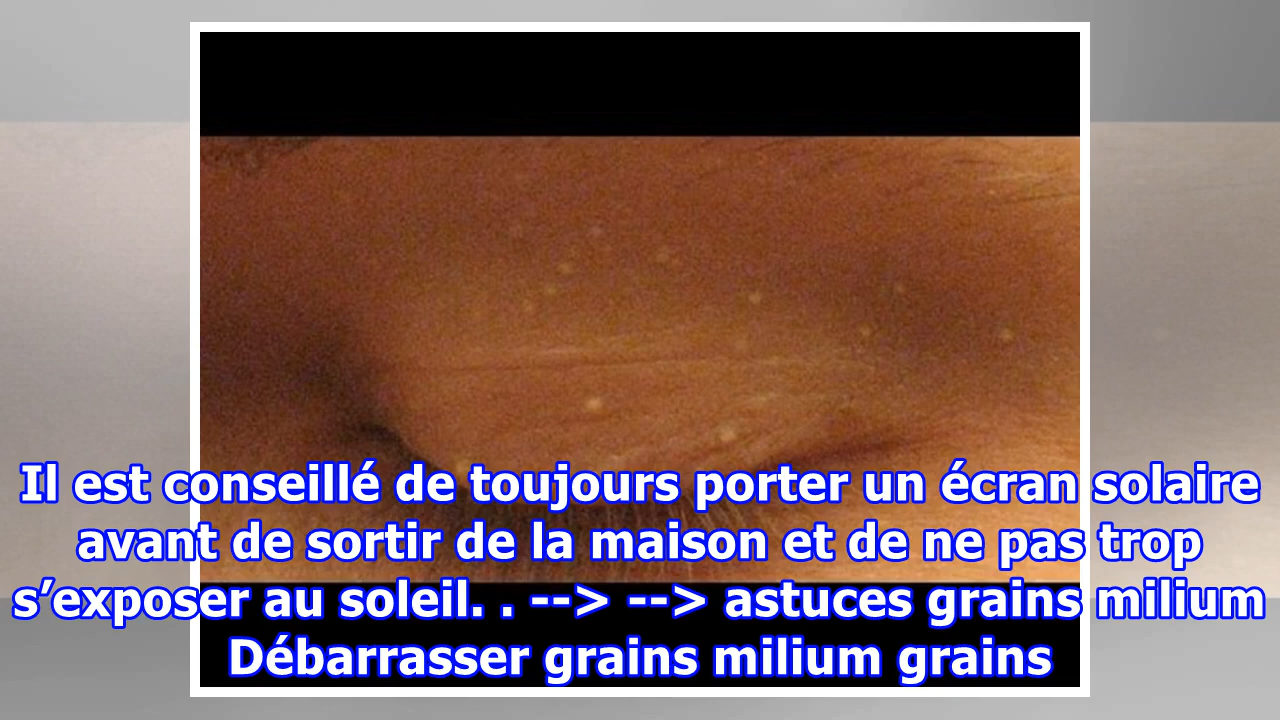 Il est conseillé de toujours porter un écran solaire
avant de sortir de la maison et de ne pas trop
s’exposer au soleil. . --> --> astuces grains milium
Débarrasser grains milium grains